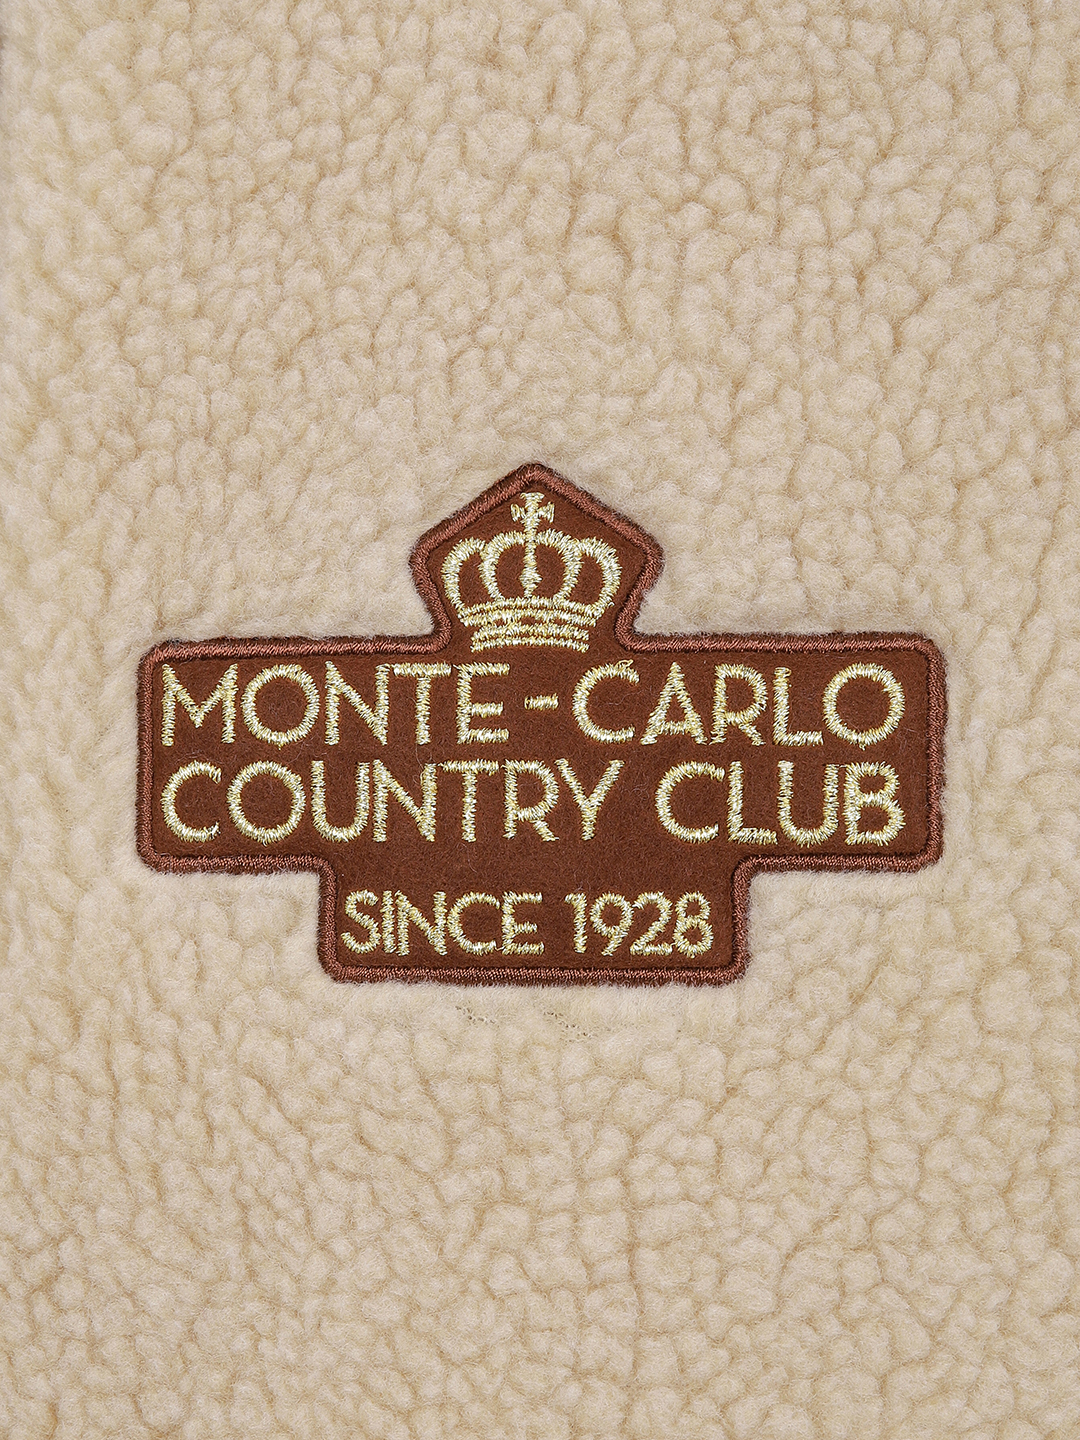 MONTE-CARLO
COUNTRY CLUB
SINCE 1928